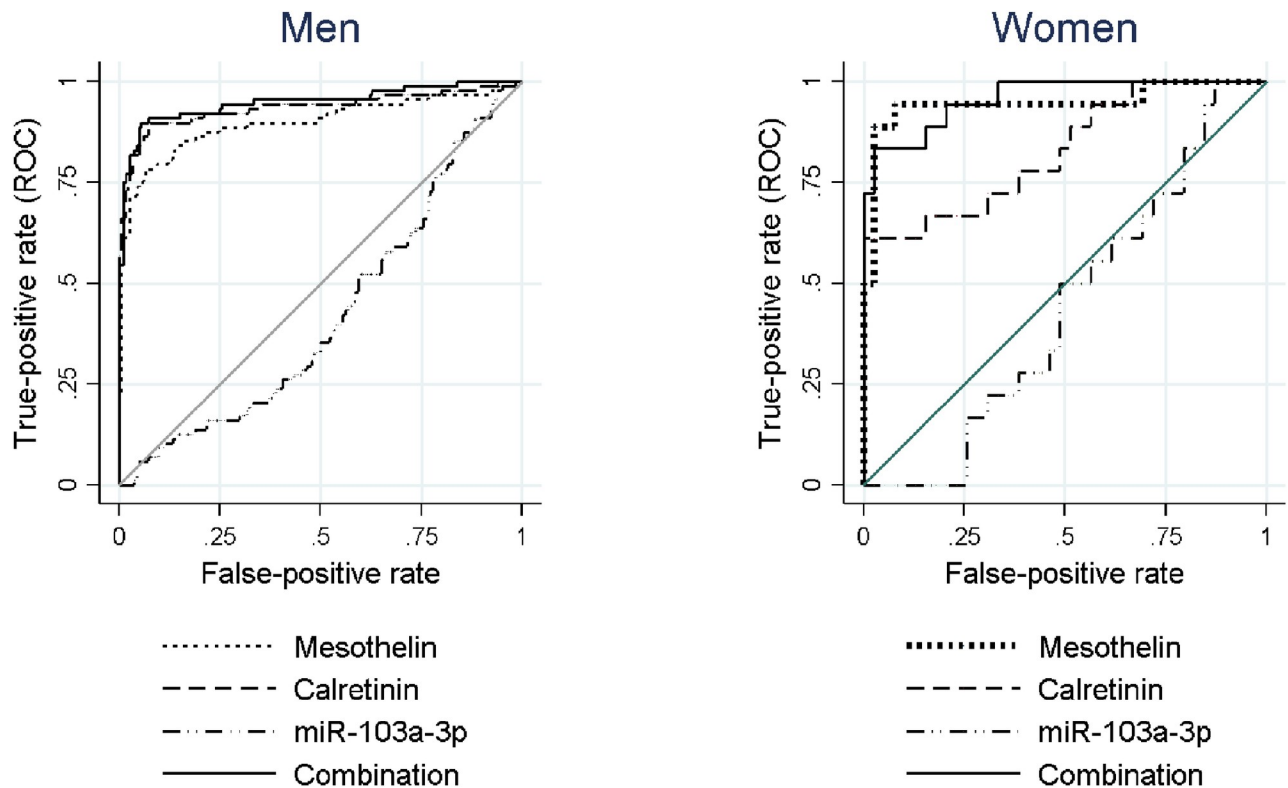 Men
True-positive rate (ROC)
1
.75
.5
.25
0
0 .25 .5 .75 1
False-positive rate
Mesothelin
Calretinin
miR-103a-3p
Combination
Women
True-positive rate (ROC)
1
.75
.5
.25
0
0 .25 .5 .75 1
False-positive rate
Mesothelin
Calretinin
miR-103a-3p
Combination